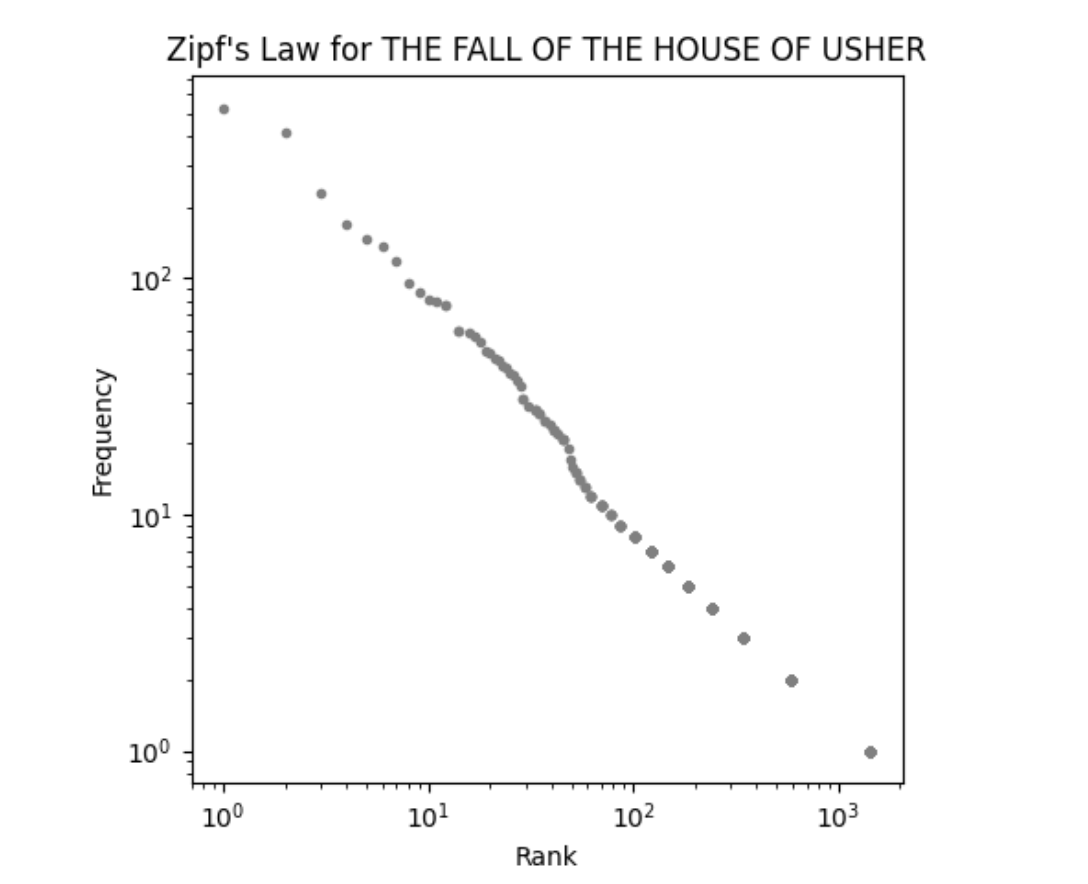 Zipf's Law for THE FALL OF THE HOUSE OF USHER
Frequency
10²
10¹
10⁰
10⁰ 10¹ 10² 10³
Rank